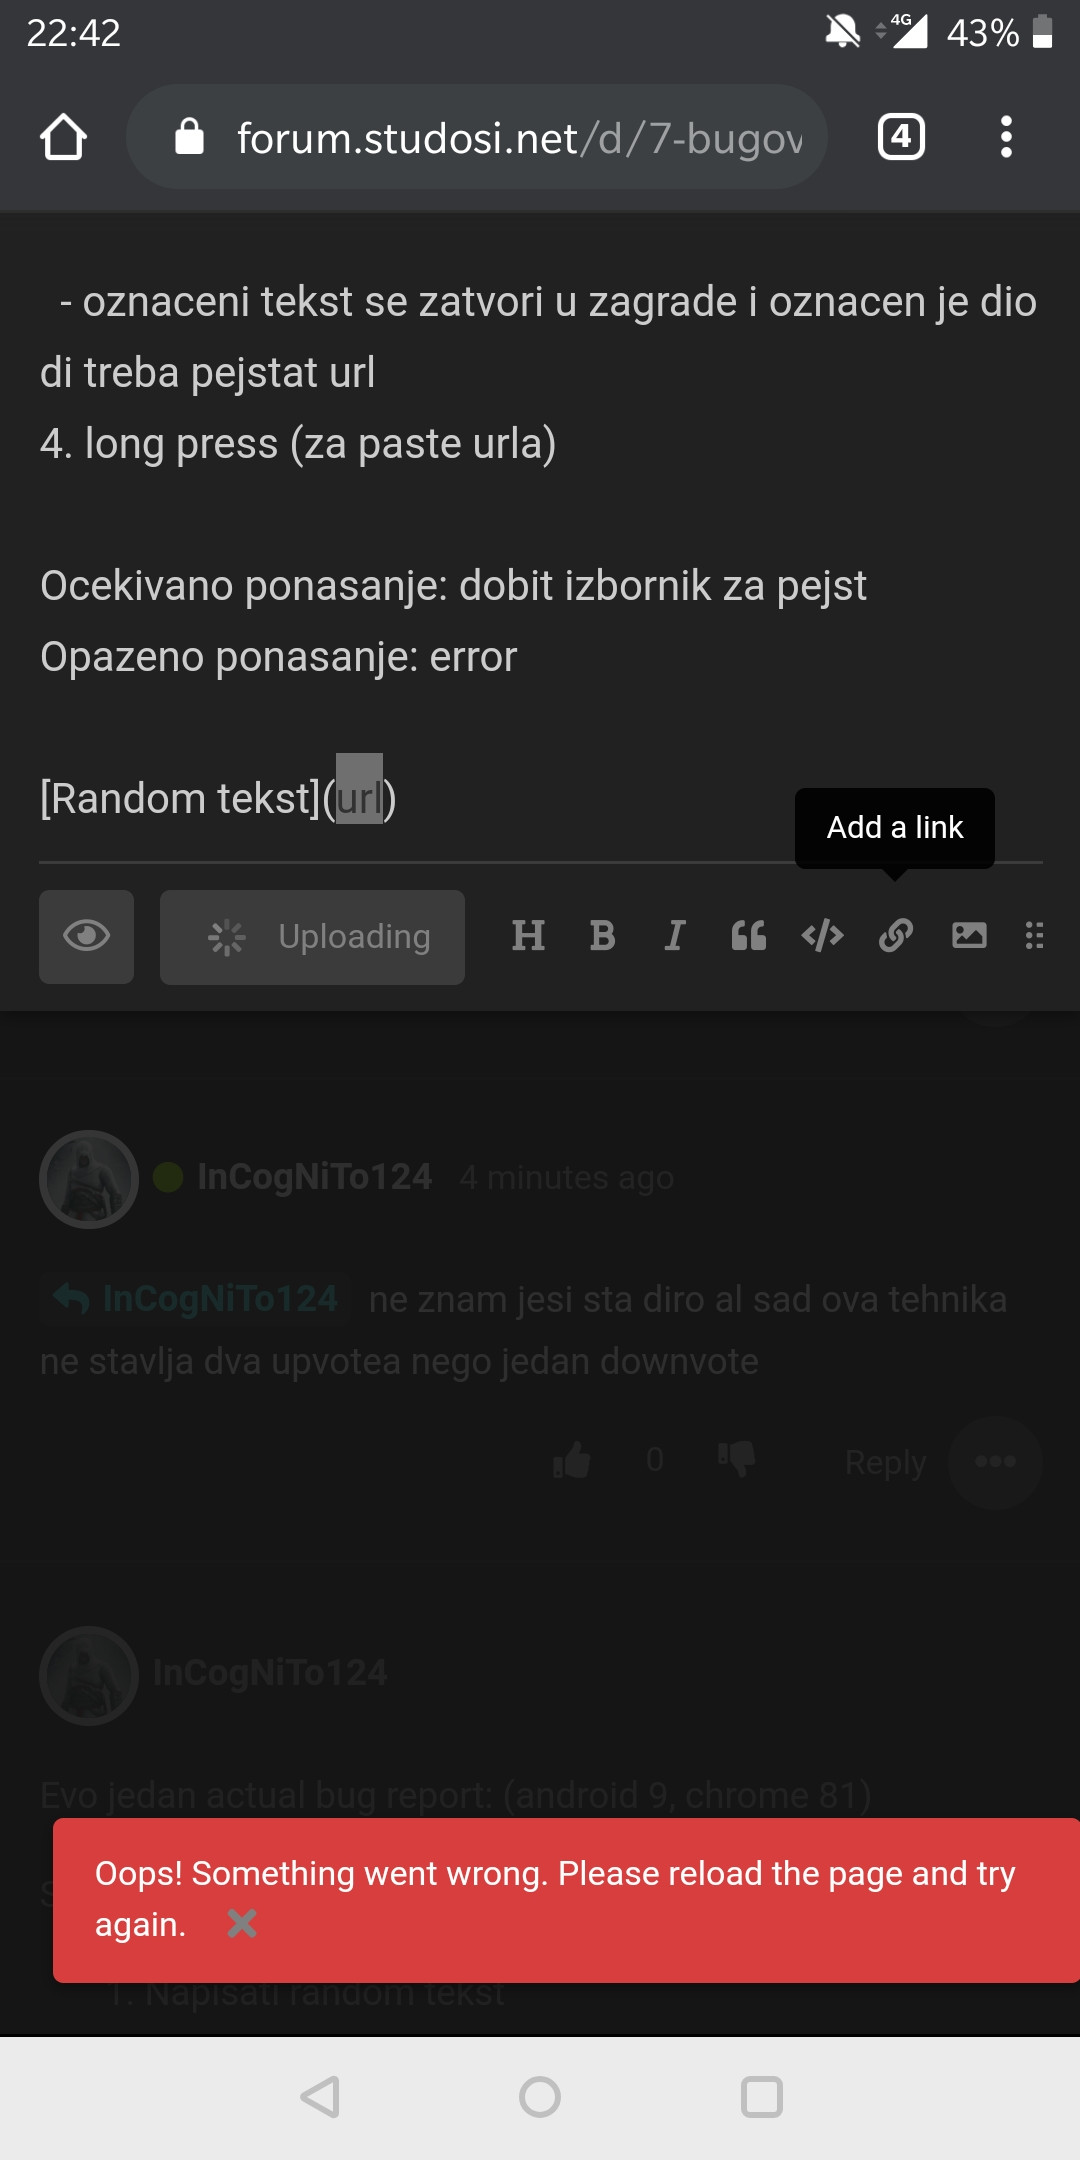 22:42
4G
43%
forum.studosi.net/d/7-bugov
4
- oznaceni tekst se zatvori u zagrade i oznacen je dio
di treba pejstat url
4. long press (za paste urla)
Ocekivano ponasanje: dobit izbornik za pejst
Opazeno ponasanje: error
[Random tekst](url)
Add a link
Uploading
H B I
InCogNiTo124 4 minutes ago
InCogNiTo124 ne znam jesi sta diro al sad ova tehnika
ne stavlja dva upvotea nego jedan downvote
0 Reply
InCogNiTo124
Evo jedan actual bug report: (android 9, chrome 81)
Oops! Something went wrong. Please reload the page and try
again.
1. Napisati random tekst